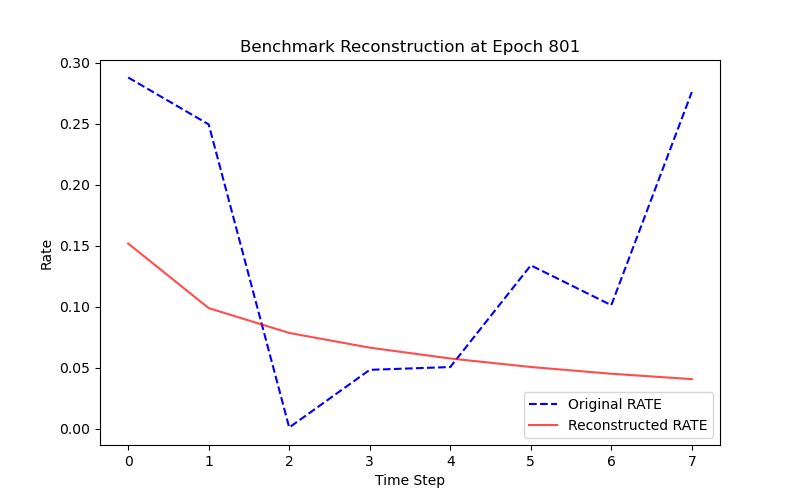 Benchmark Reconstruction at Epoch 801
Rate
0.30
0.25
0.20
0.15
0.10
0.05
0.00
0 1 2 3 4 5 6 7
Time Step
Original RATE
Reconstructed RATE